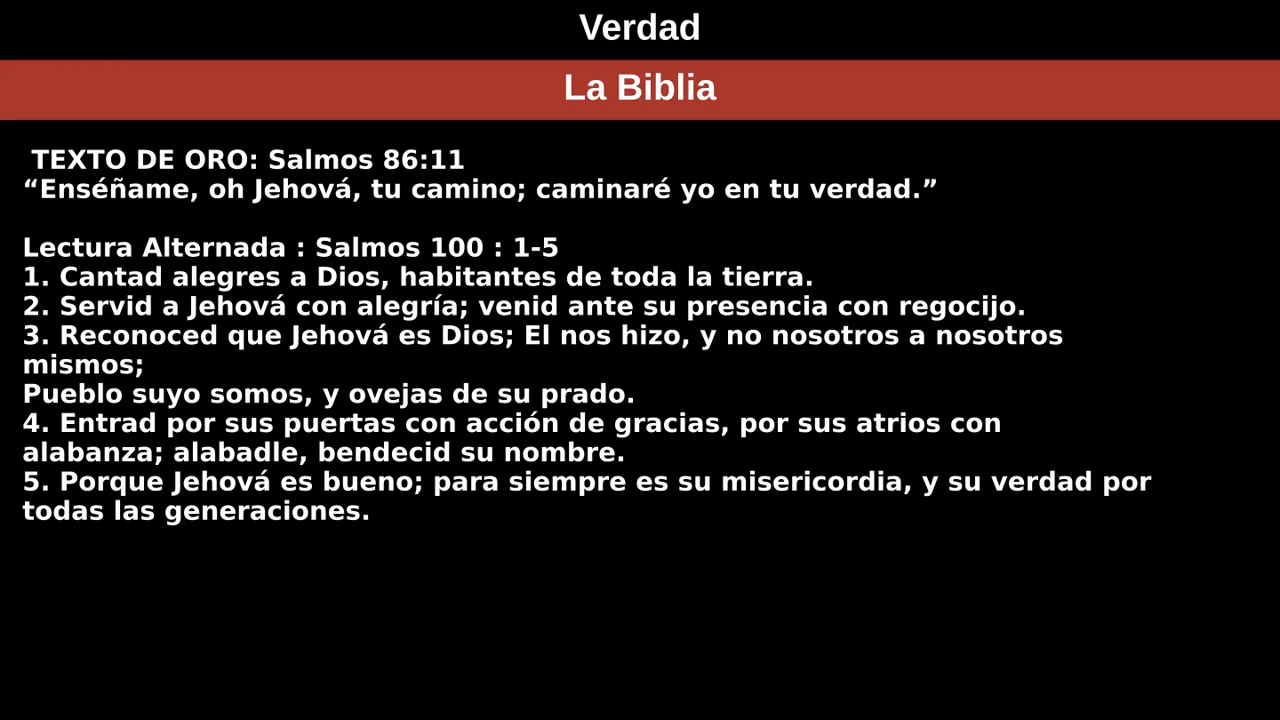 Verdad
La Biblia
TEXTO DE ORO: Salmos 86:11
“Enséñame, oh Jehová, tu camino; caminaré yo en tu verdad.”
Lectura Alternada : Salmos 100 : 1-5
1. Cantad alegres a Dios, habitantes de toda la tierra.
2. Servid a Jehová con alegría; venid ante su presencia con regocijo.
3. Reconoced que Jehová es Dios; El nos hizo, y no nosotros a nosotros
mismos;
Pueblo suyo somos, y ovejas de su prado.
4. Entrad por sus puertas con acción de gracias, por sus atrios con
alabanza; alabadle, bendecid su nombre.
5. Porque Jehová es bueno; para siempre es su misericordia, y su verdad por
todas las generaciones.